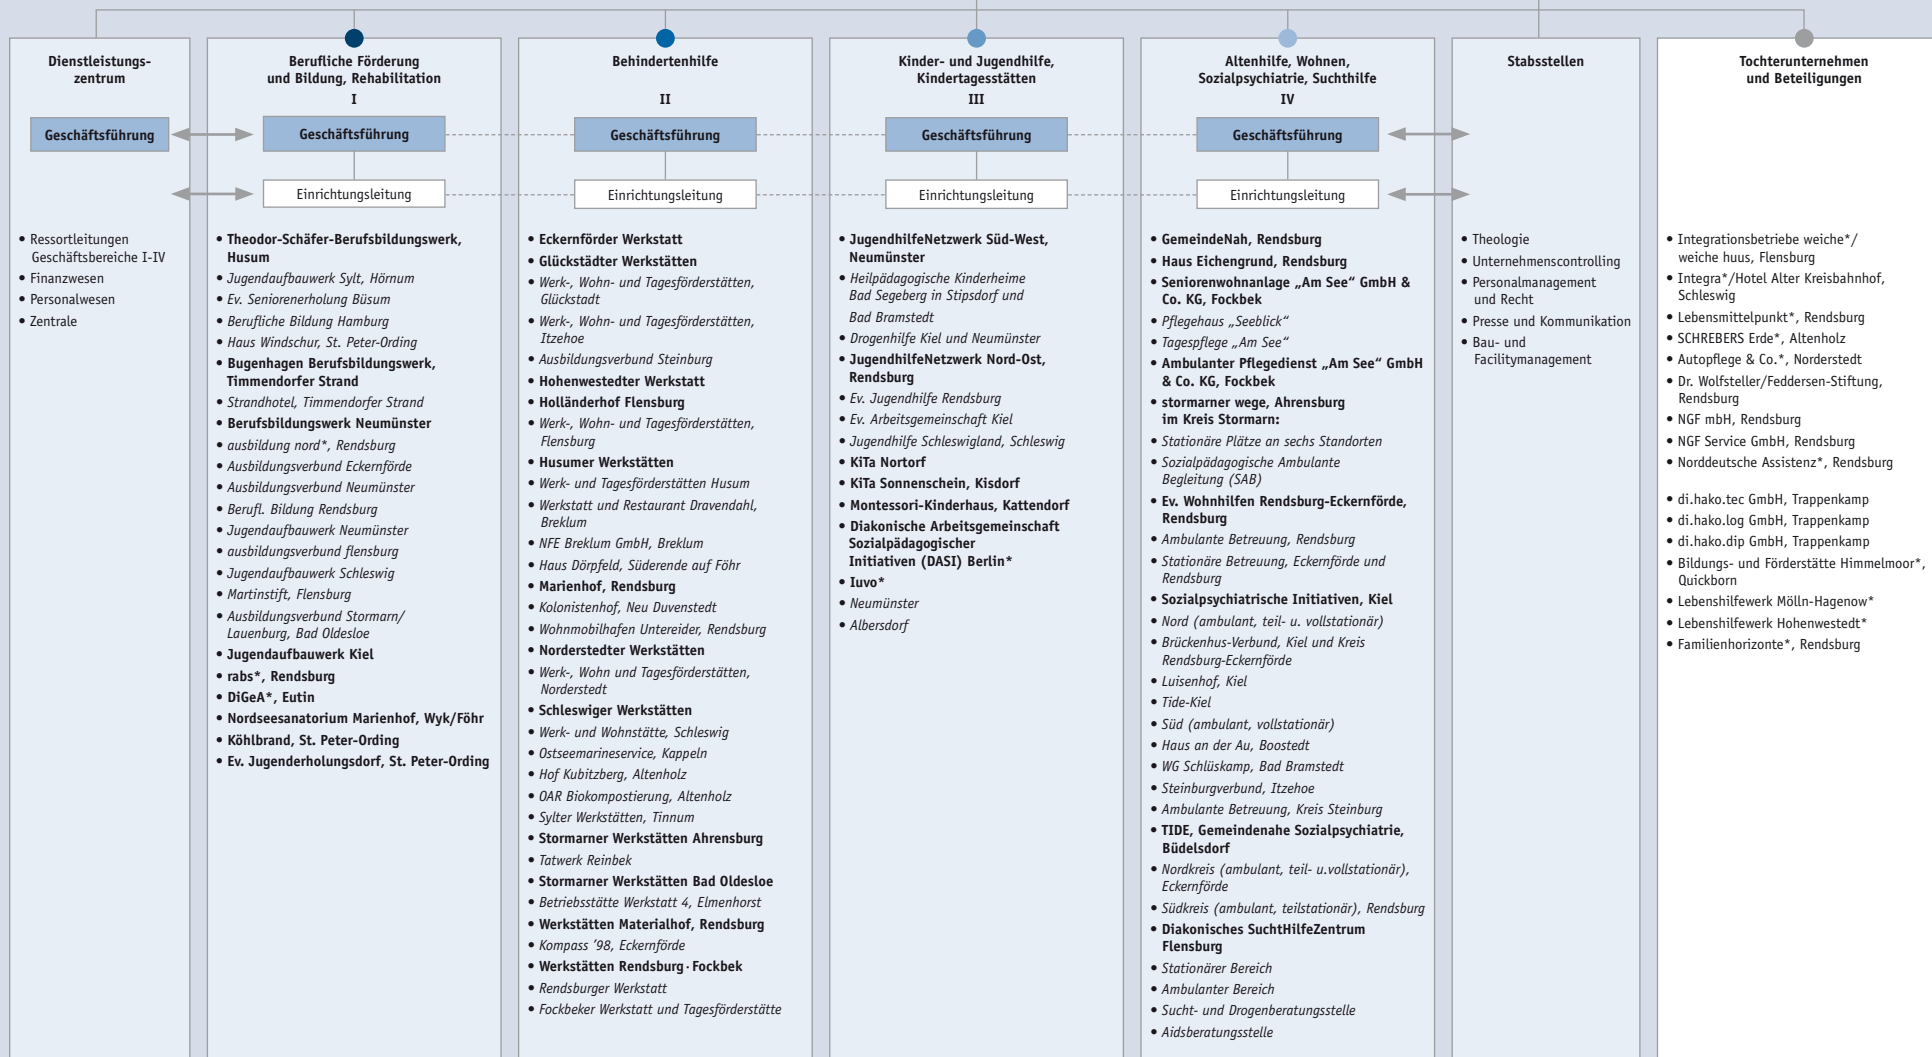 Dienstleistungs-
zentrum
Geschäftsführung
• Ressortleitungen
Geschäftsbereiche I-IV
• Finanzwesen
• Personalwesen
• Zentrale
Berufliche Förderung
und Bildung, Rehabilitation
I
Geschäftsführung
Einrichtungsleitung
• Theodor-Schäfer-Berufsbildungswerk,
Husum
• Jugendaufbauwerk Sylt, Hörnum
• Ev. Seniorenerholung Büsum
• Berufliche Bildung Hamburg
• Haus Windschur, St. Peter-Ording
• Bugenhagen Berufsbildungswerk,
Timmendorfer Strand
• Strandhotel, Timmendorfer Strand
• Berufsbildungswerk Neumünster
• ausbildung nord*, Rendsburg
• Ausbildungsverbund Eckernförde
• Ausbildungsverbund Neumünster
• Berufl. Bildung Rendsburg
• Jugendaufbauwerk Neumünster
• ausbildungsverbund flensburg
• Jugendaufbauwerk Schleswig
• Martinstift, Flensburg
• Ausbildungsverbund Stormarn/
Lauenburg, Bad Oldesloe
• Jugendaufbauwerk Kiel
• rabs*, Rendsburg
• DiGeA*, Eutin
• Nordseesanatorium Marienhof, Wyk/Föhr
• Köhlbrand, St. Peter-Ording
• Ev. Jugenderholungsdorf, St. Peter-Ording
Behindertenhilfe
II
Geschäftsführung
Einrichtungsleitung
• Eckernförder Werkstatt
• Glückstädter Werkstätten
• Werk-, Wohn- und Tagesförderstätten,
Glückstadt
• Werk-, Wohn- und Tagesförderstätten,
Itzehoe
• Ausbildungsverbund Steinburg
• Hohenwestedter Werkstatt
• Holländerhof Flensburg
• Werk-, Wohn- und Tagesförderstätten,
Flensburg
• Husumer Werkstätten
• Werk- und Tagesförderstätten Husum
• Werkstatt und Restaurant Dravendahl,
Breklum
• NFE Breklum GmbH, Breklum
• Haus Dörpfeld, Süderende auf Föhr
• Marienhof, Rendsburg
• Kolonistenhof, Neu Duvenstedt
• Wohnmobilhafen Untereider, Rendsburg
• Norderstedter Werkstätten
• Werk-, Wohn und Tagesförderstätten,
Norderstedt
• Schleswiger Werkstätten
• Werk- und Wohnstätte, Schleswig
• Ostseemarineservice, Kappeln
• Hof Kubitzberg, Altenholz
• OAR Biokompostierung, Altenholz
• Sylter Werkstätten, Tinnum
• Stormarner Werkstätten Ahrensburg
• Tatwerk Reinbek
• Stormarner Werkstätten Bad Oldesloe
• Betriebsstätte Werkstatt 4, Elmenhorst
• Werkstätten Materialhof, Rendsburg
• Kompass ’98, Eckernförde
• Werkstätten Rendsburg · Fockbek
• Rendsburger Werkstatt
• Fockbeker Werkstatt und Tagesförderstätte
Kinder- und Jugendhilfe,
Kindertagesstätten
III
Geschäftsführung
Einrichtungsleitung
• JugendhilfeNetzwerk Süd-West,
Neumünster
• Heilpädagogische Kinderheime
Bad Segeberg in Stipsdorf und
Bad Bramstedt
• Drogenhilfe Kiel und Neumünster
• JugendhilfeNetzwerk Nord-Ost,
Rendsburg
• Ev. Jugendhilfe Rendsburg
• Ev. Arbeitsgemeinschaft Kiel
• Jugendhilfe Schleswigland, Schleswig
• KiTa Nortorf
• KiTa Sonnenschein, Kisdorf
• Montessori-Kinderhaus, Kattendorf
• Diakonische Arbeitsgemeinschaft
Sozialpädagogischer
Initiativen (DASI) Berlin*
• Iuvo*
• Neumünster
• Albersdorf
Altenhilfe, Wohnen,
Sozialpsychiatrie, Suchthilfe
IV
Geschäftsführung
Einrichtungsleitung
• GemeindeNah, Rendsburg
• Haus Eichengrund, Rendsburg
• Seniorenwohnanlage „Am See“ GmbH &
Co. KG, Fockbek
• Pflegehaus „Seeblick“
• Tagespflege „Am See“
• Ambulanter Pflegedienst „Am See“ GmbH
& Co. KG, Fockbek
• stormarner wege, Ahrensburg
im Kreis Stormarn:
• Stationäre Plätze an sechs Standorten
• Sozialpädagogische Ambulante
Begleitung (SAB)
• Ev. Wohnhilfen Rendsburg-Eckernförde,
Rendsburg
• Ambulante Betreuung, Rendsburg
• Stationäre Betreuung, Eckernförde und
Rendsburg
• Sozialpsychiatrische Initiativen, Kiel
• Nord (ambulant, teil- u. vollstationär)
• Brückenhus-Verbund, Kiel und Kreis
Rendsburg-Eckernförde
• Luisenhof, Kiel
• Tide-Kiel
• Süd (ambulant, vollstationär)
• Haus an der Au, Boostedt
• WG Schlüskamp, Bad Bramstedt
• Steinburgverbund, Itzehoe
• Ambulante Betreuung, Kreis Steinburg
• TIDE, Gemeindenahe Sozialpsychiatrie,
Büdelsdorf
• Nordkreis (ambulant, teil- u.vollstationär),
Eckernförde
• Südkreis (ambulant, teilstationär), Rendsburg
• Diakonisches SuchtHilfeZentrum
Flensburg
• Stationärer Bereich
• Ambulanter Bereich
• Sucht- und Drogenberatungsstelle
• Aidsberatungsstelle
Stabsstellen
• Theologie
• Unternehmenscontrolling
• Personalmanagement
und Recht
• Presse und Kommunikation
• Bau- und
Facilitymanagement
Tochterunternehmen
und Beteiligungen
• Integrationsbetriebe weiche*/
weiche huus, Flensburg
• Integra*/Hotel Alter Kreisbahnhof,
Schleswig
• Lebensmittelpunkt*, Rendsburg
• SCHREBERS Erde*, Altenholz
• Autopflege & Co.*, Norderstedt
• Dr. Wolfsteller/Feddersen-Stiftung,
Rendsburg
• NGF mbH, Rendsburg
• NGF Service GmbH, Rendsburg
• Norddeutsche Assistenz*, Rendsburg
• di.hako.tec GmbH, Trappenkamp
• di.hako.log GmbH, Trappenkamp
• di.hako.dip GmbH, Trappenkamp
• Bildungs- und Förderstätte Himmelmoor*,
Quickborn
• Lebenshilfewerk Mölln-Hagenow*
• Lebenshilfewerk Hohenwestedt*
• Familienhorizonte*, Rendsburg